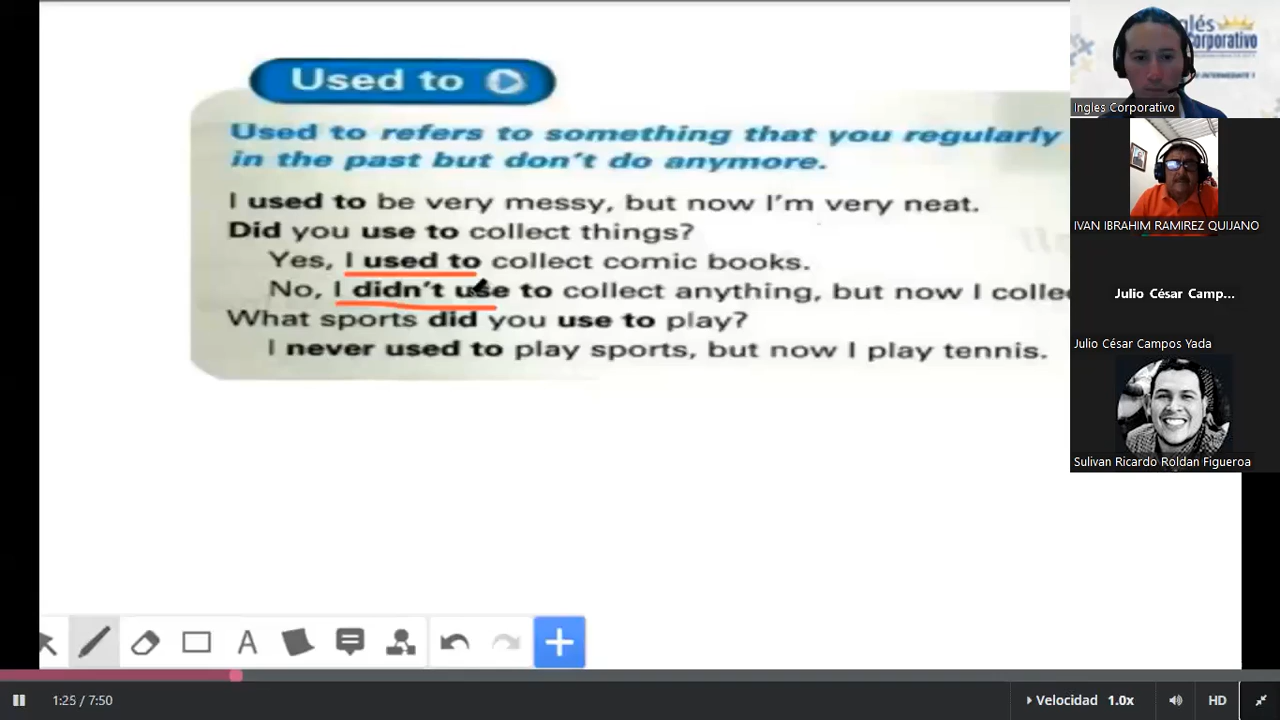 Used to
Used to refers to something that you regularly
in the past but don't do anymore.
I used to be very messy, but now I'm very neat.
Did you use to collect things?
Yes, I used to collect comic books.
No, I didn't use to collect anything, but now I
What sports did you use to play?
I never used to play sports, but now I play tennis.
Ingles Corporativo
IVAN IBRAHIM RAMIREZ QUIJANO
Julio César Camp...
Julio César Campos Yada
Sulivan Ricardo Roldan Figueroa
A
1:25 / 7:50
Velocidad 1.0x
HD